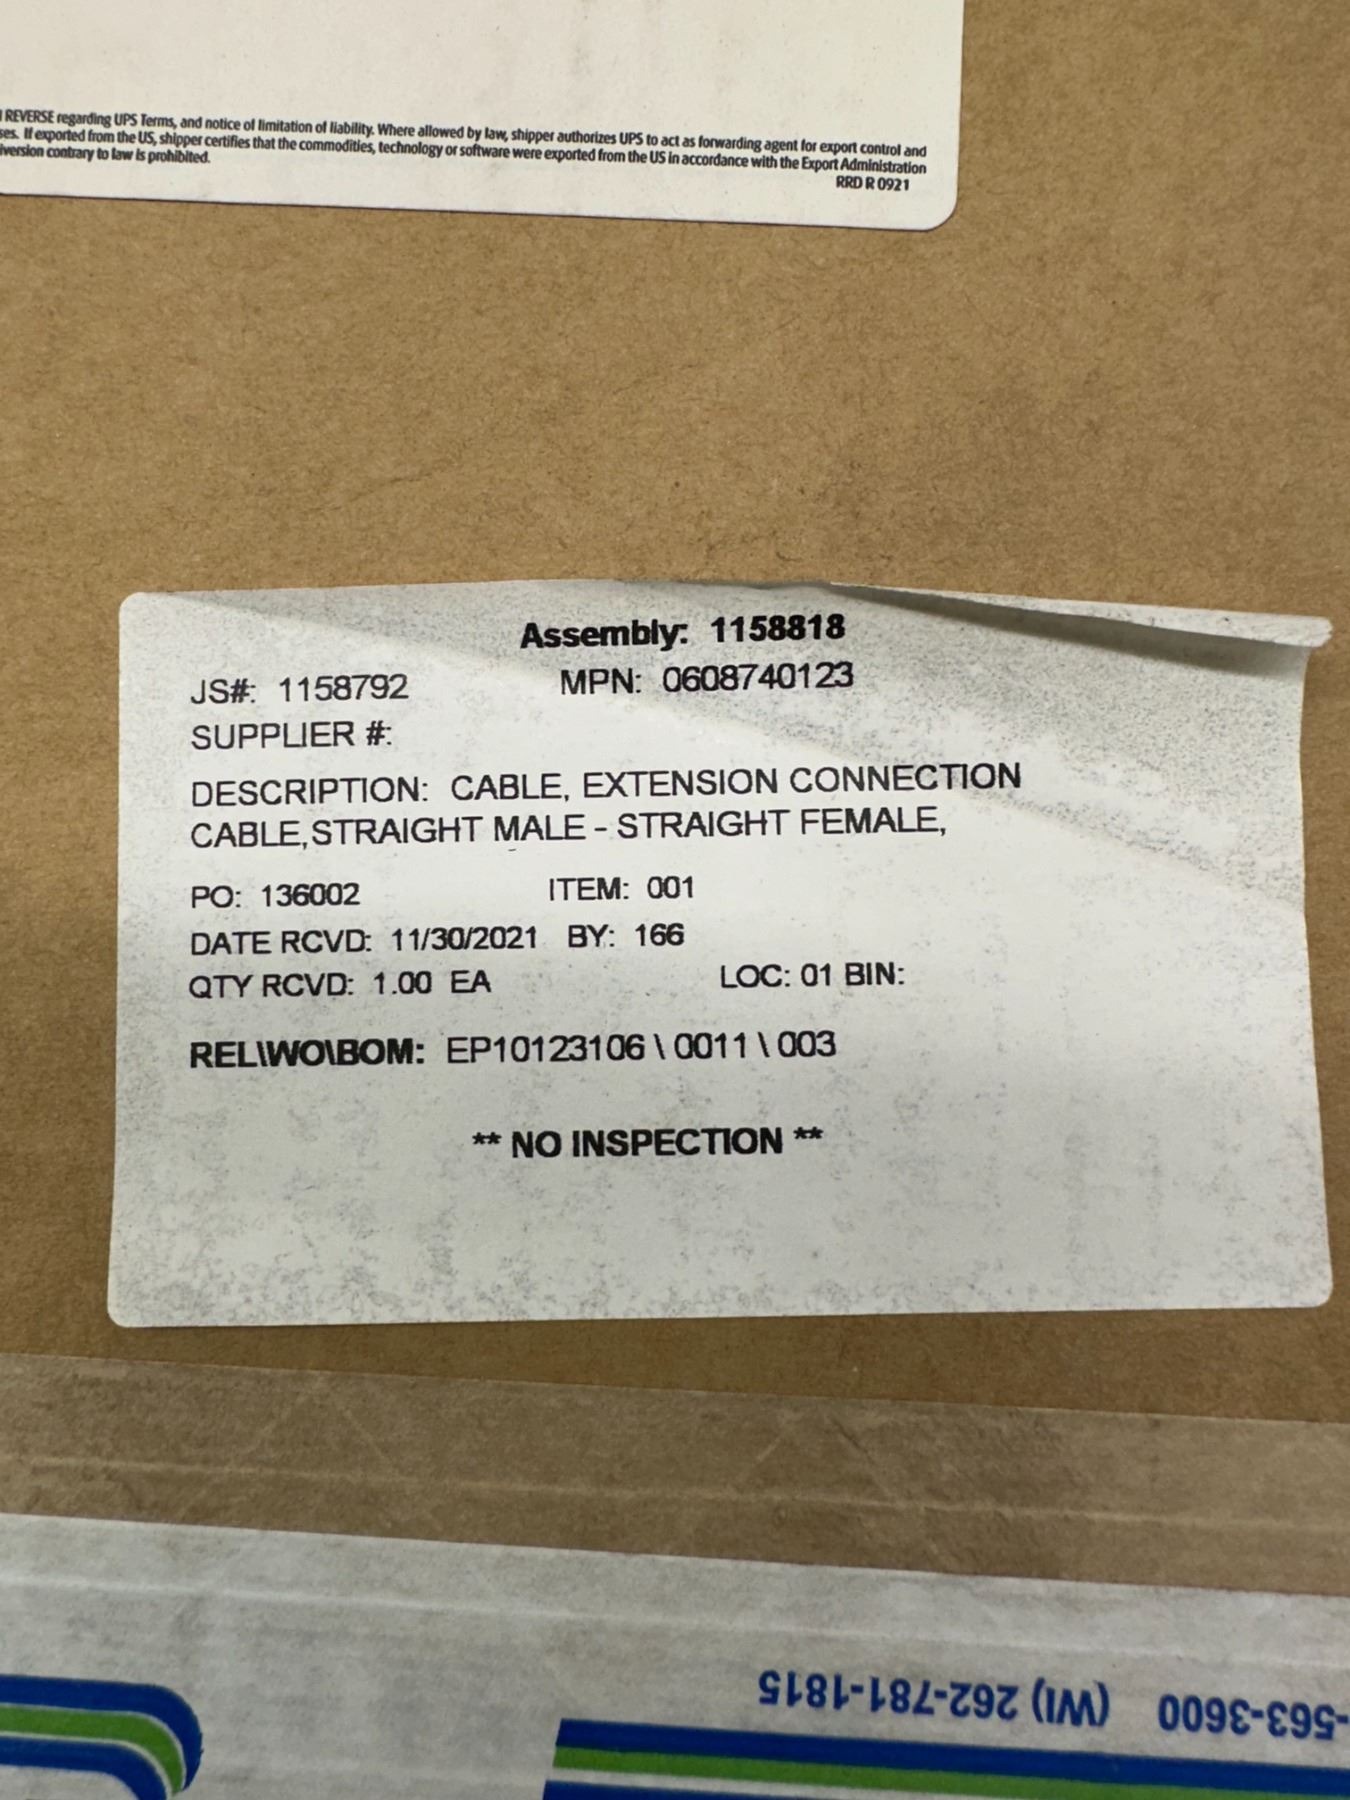 REVERSE regarding UPS Terms, and notice of limitation of liability. Where allowed by law, shipper authorizes UPS to act as forwarding agent for export control and
ses. If exported from the US, shipper certifies that the commodities, technology or software were exported from the US in accordance with the Export Administration
iversion contrary to law is prohibited.
RRD R 0921
Assembly: 1158818
JS#: 1158792 MPN: 0608740123
SUPPLIER #:
DESCRIPTION: CABLE, EXTENSION CONNECTION
CABLE,STRAIGHT MALE - STRAIGHT FEMALE,
PO: 136002 ITEM: 001
DATE RCVD: 11/30/2021 BY: 166
QTY RCVD: 1.00 EA LOC: 01 BIN:
REL\WO\BOM: EP10123106 \ 0011 \ 003
** NO INSPECTION **
-563-3600 (WI) 262-781-1815